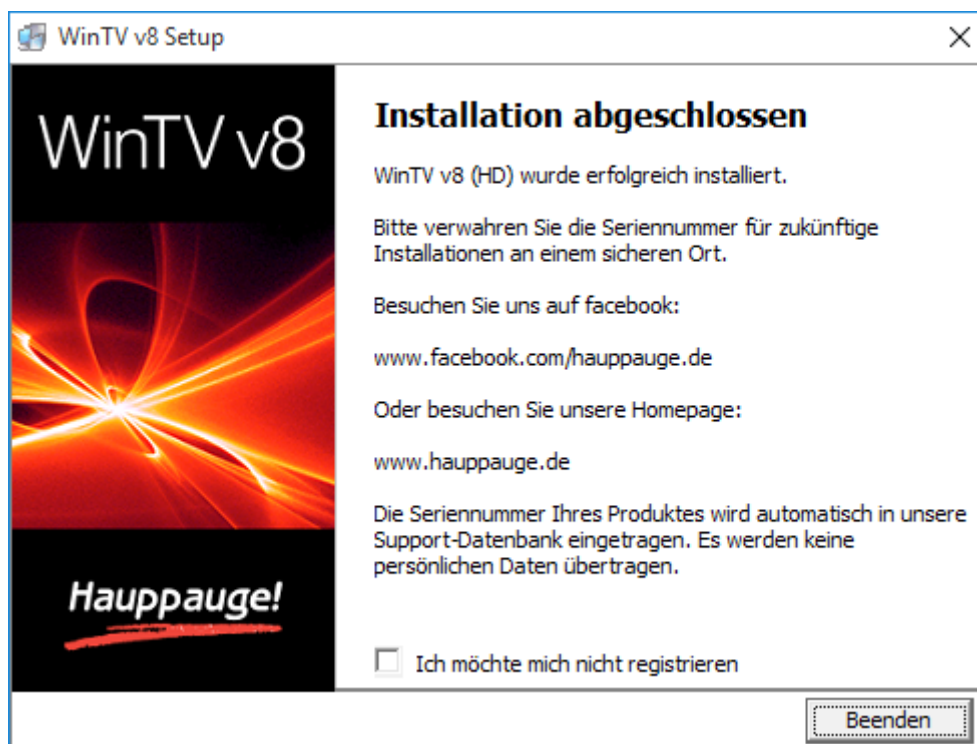 WinTV v8 Setup
WinTV v8
Hauppauge!
Installation abgeschlossen
WinTV v8 (HD) wurde erfolgreich installiert.
Bitte verwahren Sie die Seriennummer für zukünftige
Installationen an einem sicheren Ort.
Besuchen Sie uns auf facebook:
www.facebook.com/hauppauge.de
Oder besuchen Sie unsere Homepage:
www.hauppauge.de
Die Seriennummer Ihres Produktes wird automatisch in unsere
Support-Datenbank eingetragen. Es werden keine
persönlichen Daten übertragen.
Ich möchte mich nicht registrieren
Beenden